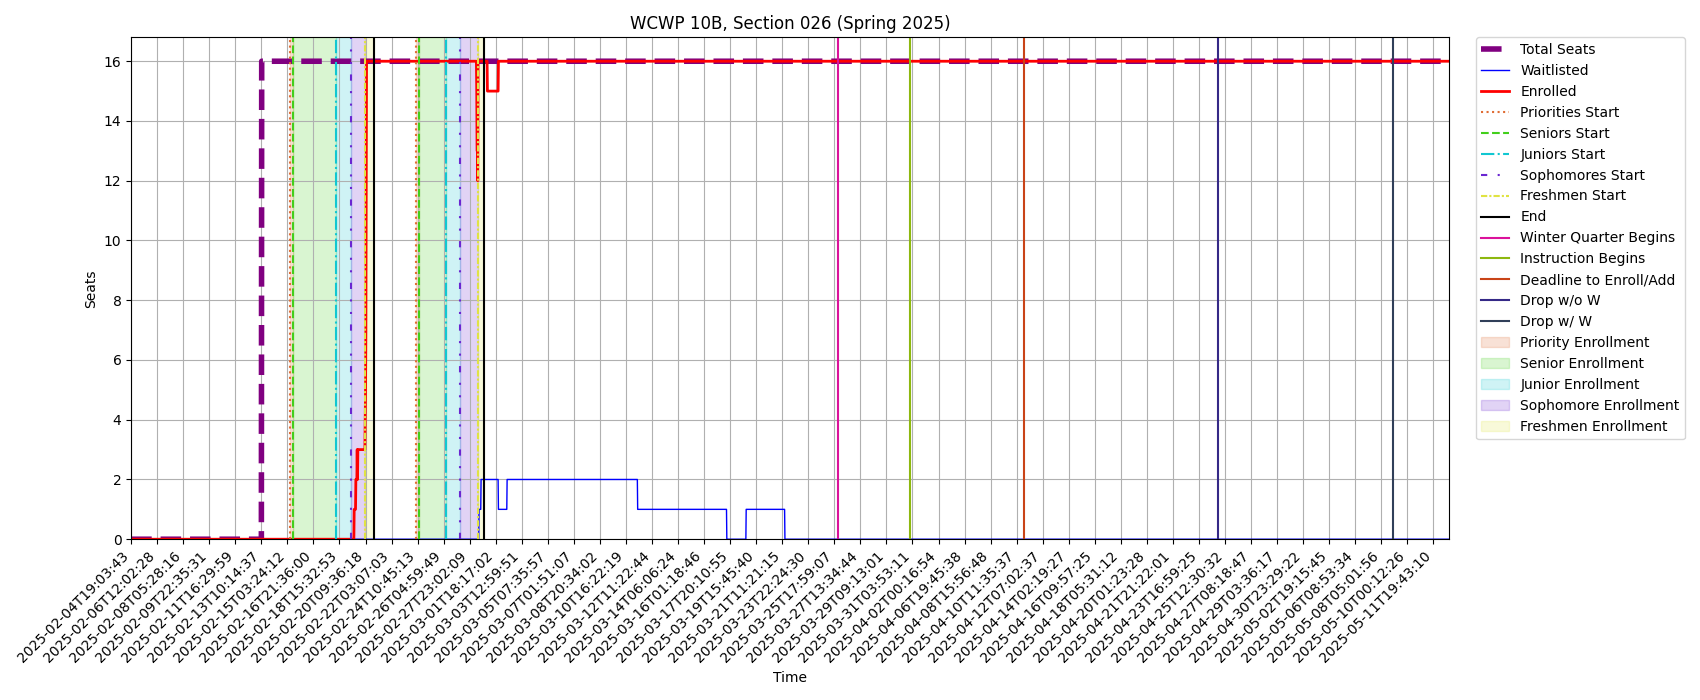 WCWP 10B, Section 026 (Spring 2025)
Seats
16
14
12
10
8
6
4
2
0
2025-02-04T19:03:43
2025-02-06T12:02:28
2025-02-08T05:28:16
2025-02-09T22:35:31
2025-02-11T16:29:59
2025-02-13T10:14:37
2025-02-15T03:24:12
2025-02-16T21:36:00
2025-02-18T15:32:53
2025-02-20T09:36:18
2025-02-22T03:07:03
2025-02-24T10:45:13
2025-02-26T04:59:49
2025-02-27T23:02:09
2025-03-01T18:17:02
2025-03-03T12:59:51
2025-03-05T07:35:57
2025-03-07T01:51:07
2025-03-08T20:34:02
2025-03-10T16:22:19
2025-03-12T11:22:44
2025-03-14T06:06:24
2025-03-16T01:18:46
2025-03-17T20:10:55
2025-03-19T15:45:40
2025-03-21T11:21:15
2025-03-23T22:24:30
2025-03-25T17:59:07
2025-03-27T13:34:44
2025-03-29T09:13:01
2025-03-31T03:53:11
2025-04-02T00:16:54
2025-04-06T19:45:38
2025-04-08T15:56:48
2025-04-10T11:35:37
2025-04-12T07:02:37
2025-04-14T02:19:27
2025-04-16T09:57:25
2025-04-18T05:31:12
2025-04-20T01:23:28
2025-04-21T21:22:01
2025-04-23T16:59:25
2025-04-25T12:30:32
2025-04-27T08:18:47
2025-04-29T03:36:17
2025-04-30T23:29:22
2025-05-02T19:15:45
2025-05-06T08:53:34
2025-05-08T05:01:56
2025-05-10T00:12:26
2025-05-11T19:43:10
Time
Total Seats
Waitlisted
Enrolled
Priorities Start
Seniors Start
Juniors Start
Sophomores Start
Freshmen Start
End
Winter Quarter Begins
Instruction Begins
Deadline to Enroll/Add
Drop w/o W
Drop w/ W
Priority Enrollment
Senior Enrollment
Junior Enrollment
Sophomore Enrollment
Freshmen Enrollment